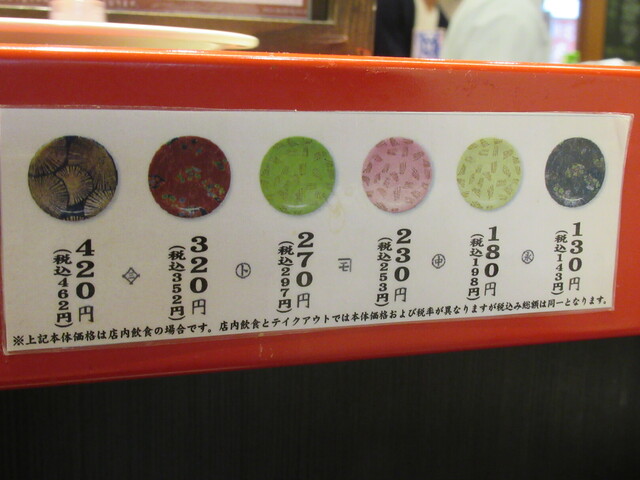 420円
(税込462円)
320円
(税込352円)
270円
(税込297円)
230円
(税込253円)
180円
(税込198円)
130円
(税込143円)
※上記本体価格は店内飲食の場合です。店内飲食とテイクアウトでは本体価格および税率が異なりますが税込み総額は同一となります。